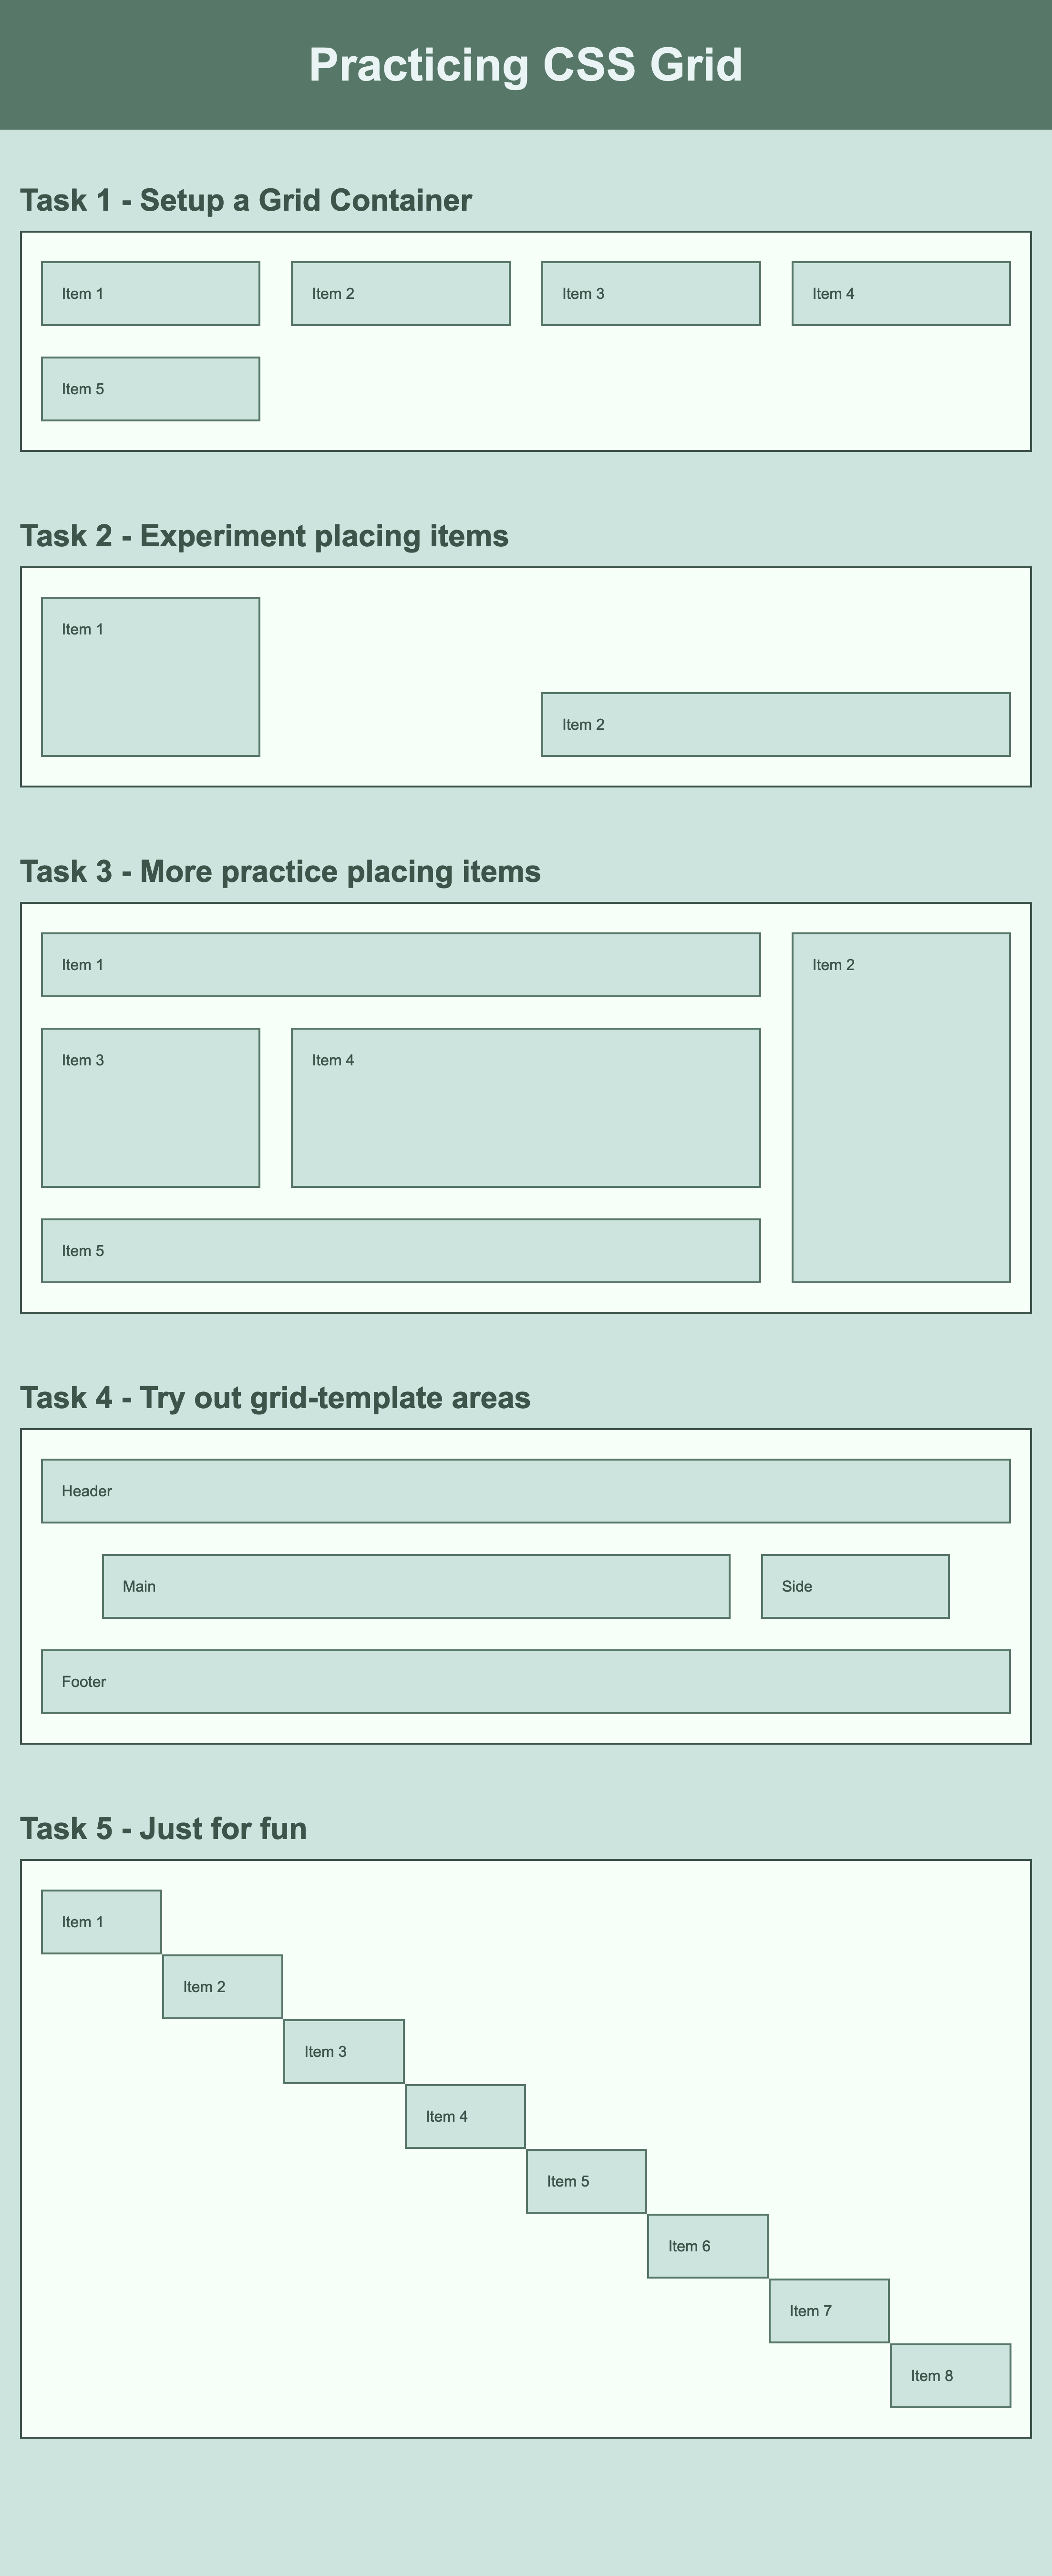 Practicing CSS Grid
Task 1 - Setup a Grid Container
Item 1
Item 2
Item 3
Item 4
Item 5
Task 2 - Experiment placing items
Item 1
Item 2
Task 3 - More practice placing items
Item 1
Item 2
Item 3
Item 4
Item 5
Task 4 - Try out grid-template areas
Header
Main
Side
Footer
Task 5 - Just for fun
Item 1
Item 2
Item 3
Item 4
Item 5
Item 6
Item 7
Item 8